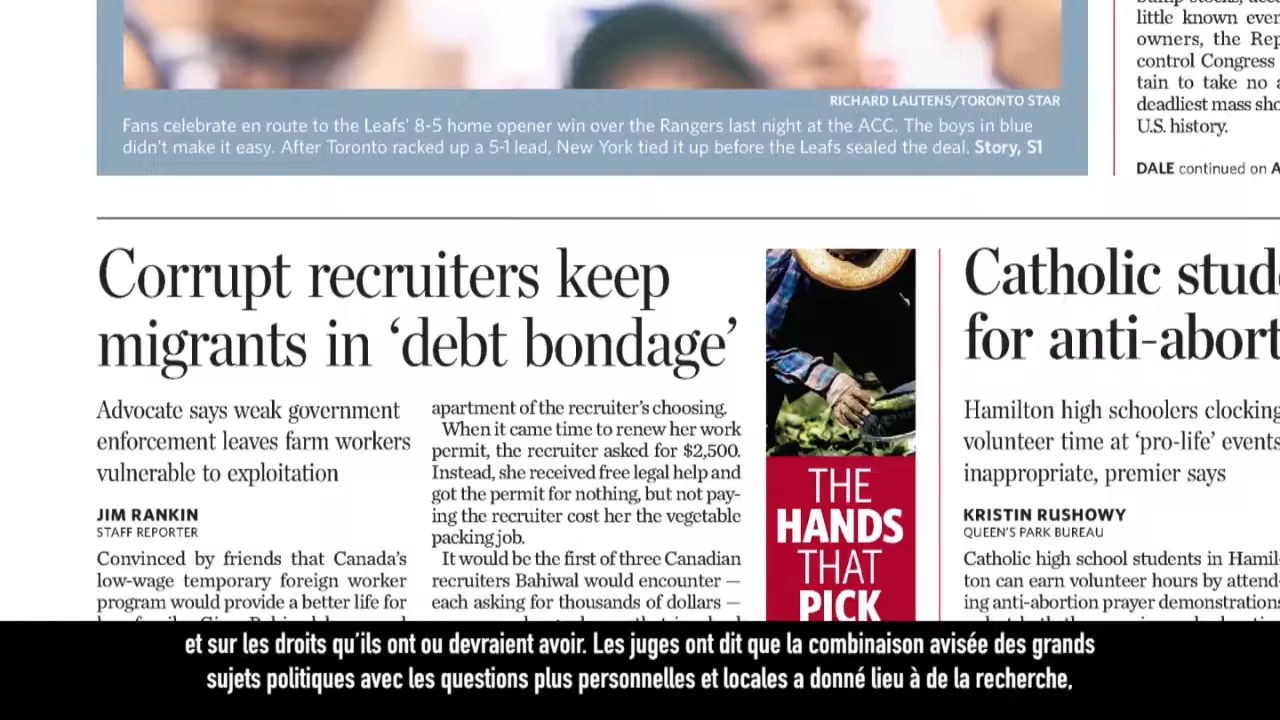 RICHARD LAUTENS/TORONTO STAR
Fans celebrate en route to the Leafs' 8-5 home opener win over the Rangers last night at the ACC. The boys in blue
didn't make it easy. After Toronto racked up a 5-1 lead, New York tied it up before the Leafs sealed the deal. Story, S1
little known
owners, the
control Congress
tain to take no
deadliest mass
U.S. history.
DALE continued on
Corrupt recruiters keep
migrants in ‘debt bondage’
Advocate says weak government
enforcement leaves farm workers
vulnerable to exploitation
JIM RANKIN
STAFF REPORTER
Convinced by friends that Canada's
low-wage temporary foreign worker
program would provide a better life for
apartment of the recruiter's choosing.
When it came time to renew her work
permit, the recruiter asked for $2,500.
Instead, she received free legal help and
got the permit for nothing, but not pay-
ing the recruiter cost her the vegetable
packing job.
It would be the first of three Canadian
recruiters Bahiwal would encounter —
each asking for thousands of dollars —
THE
HANDS
THAT
PICK
Catholic
for
Hamilton high schoolers clocking
volunteer time at ‘pro-life’ events
inappropriate, premier says
KRISTIN RUSHOWY
QUEEN'S PARK BUREAU
Catholic high school students in Hamil-
ton can earn volunteer hours by attend-
ing anti-abortion prayer demonstrations
et sur les droits qu'ils ont ou devraient avoir. Les juges ont dit que la combinaison avisée des grands
sujets politiques avec les questions plus personnelles et locales a donné lieu à de la recherche,